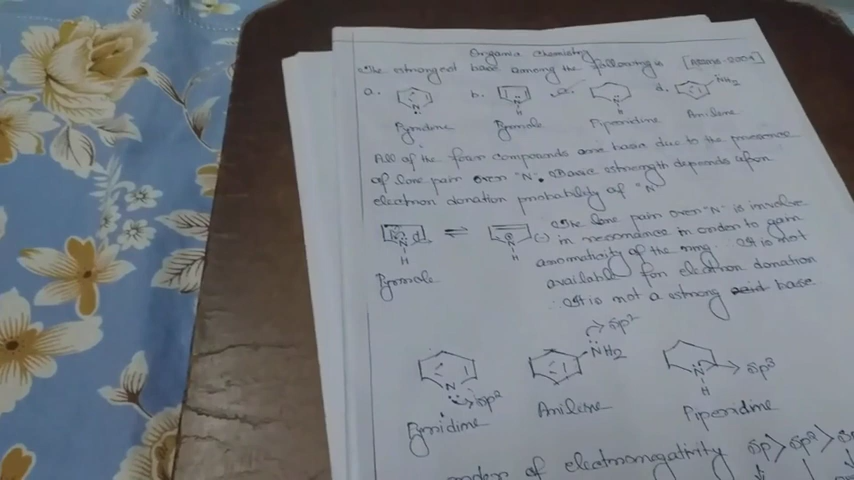 Organic Chemistry
The strongest base among the following is
a. b. c. d. NH2
N N H N H
Pyridine Pyrrole Piperidine Aniline
All of the four compounds are basic due to the presence
of lone pair over "N". Basic strength depends upon
electron donation probability of "N"
The lone pair over "N" is involve
in resonance in order to gain
aromaticity of the ring. It is not
available for electron donation
∴ It is not a strong base
N H ⇌ N H (-)
Pyrrole
N → sp2 NH2 → sp2 N H → sp3
Pyridine Aniline Piperidine
order of electronegativity sp > sp2 >